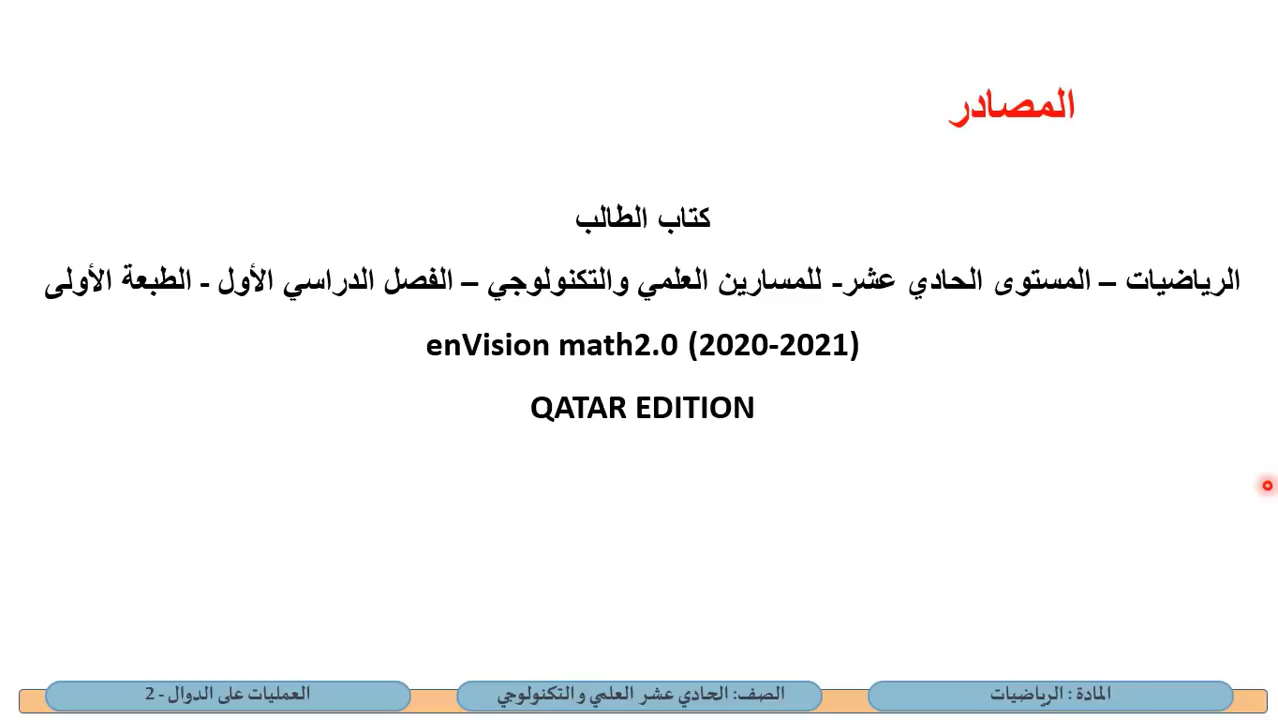 المصادر
كتاب الطالب
الرياضيات – المستوى الحادي عشر- للمسارين العلمي والتكنولوجي – الفصل الدراسي الأول - الطبعة الأولى
enVision math2.0 (2020-2021)
QATAR EDITION
المادة : الرياضيات
الصف: الحادي عشر العلمي والتكنولوجي
العمليات على الدوال - 2